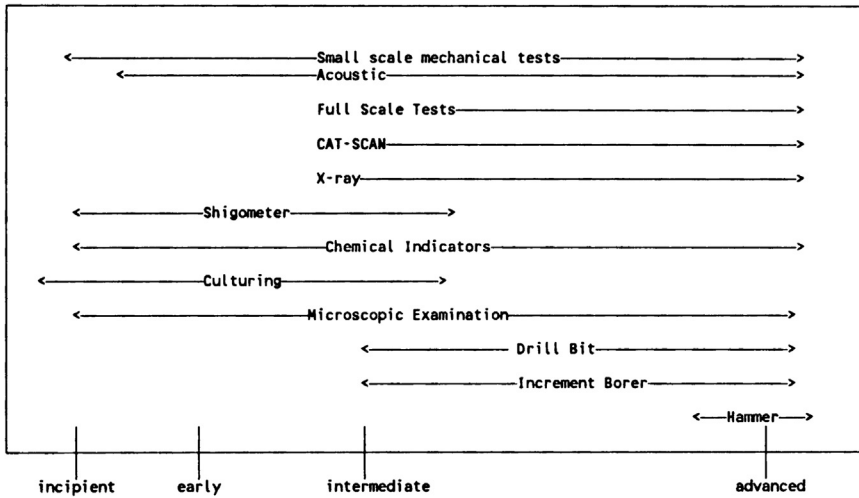 Small scale mechanical tests
Acoustic
Full Scale Tests
CAT-SCAN
X-ray
Shigometer
Chemical Indicators
Culturing
Microscopic Examination
Drill Bit
Increment Borer
Hammer
incipient early intermediate advanced